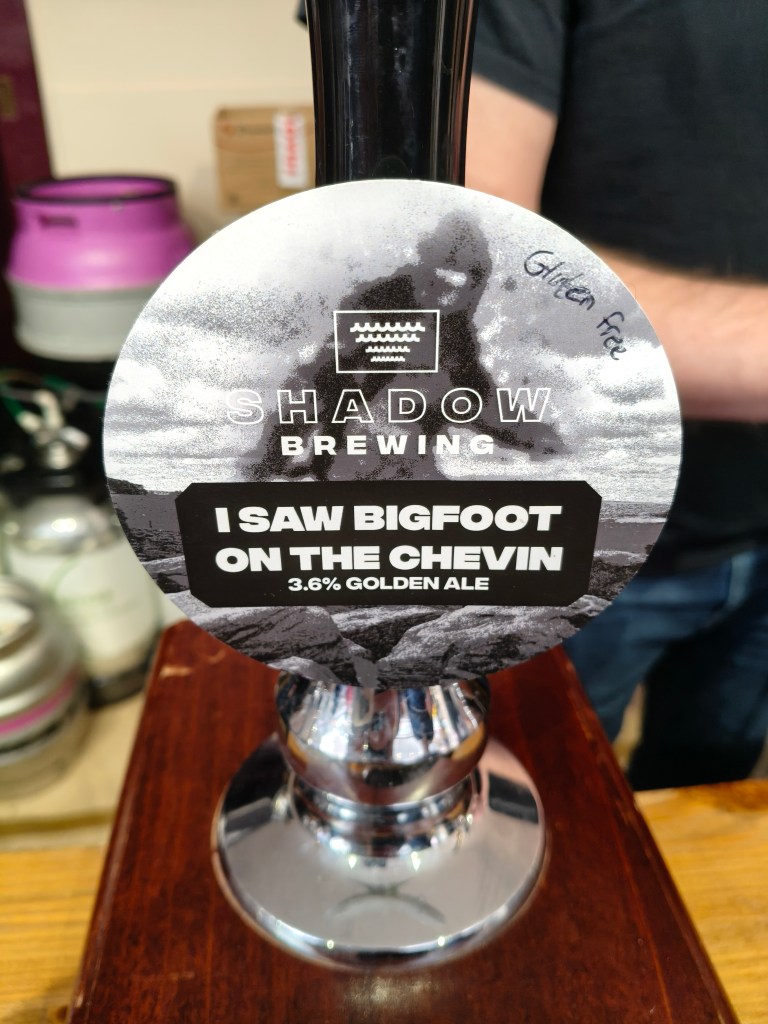 Gluten free
SHADOW
BREWING
I SAW BIGFOOT
ON THE CHEVIN
3.6% GOLDEN ALE